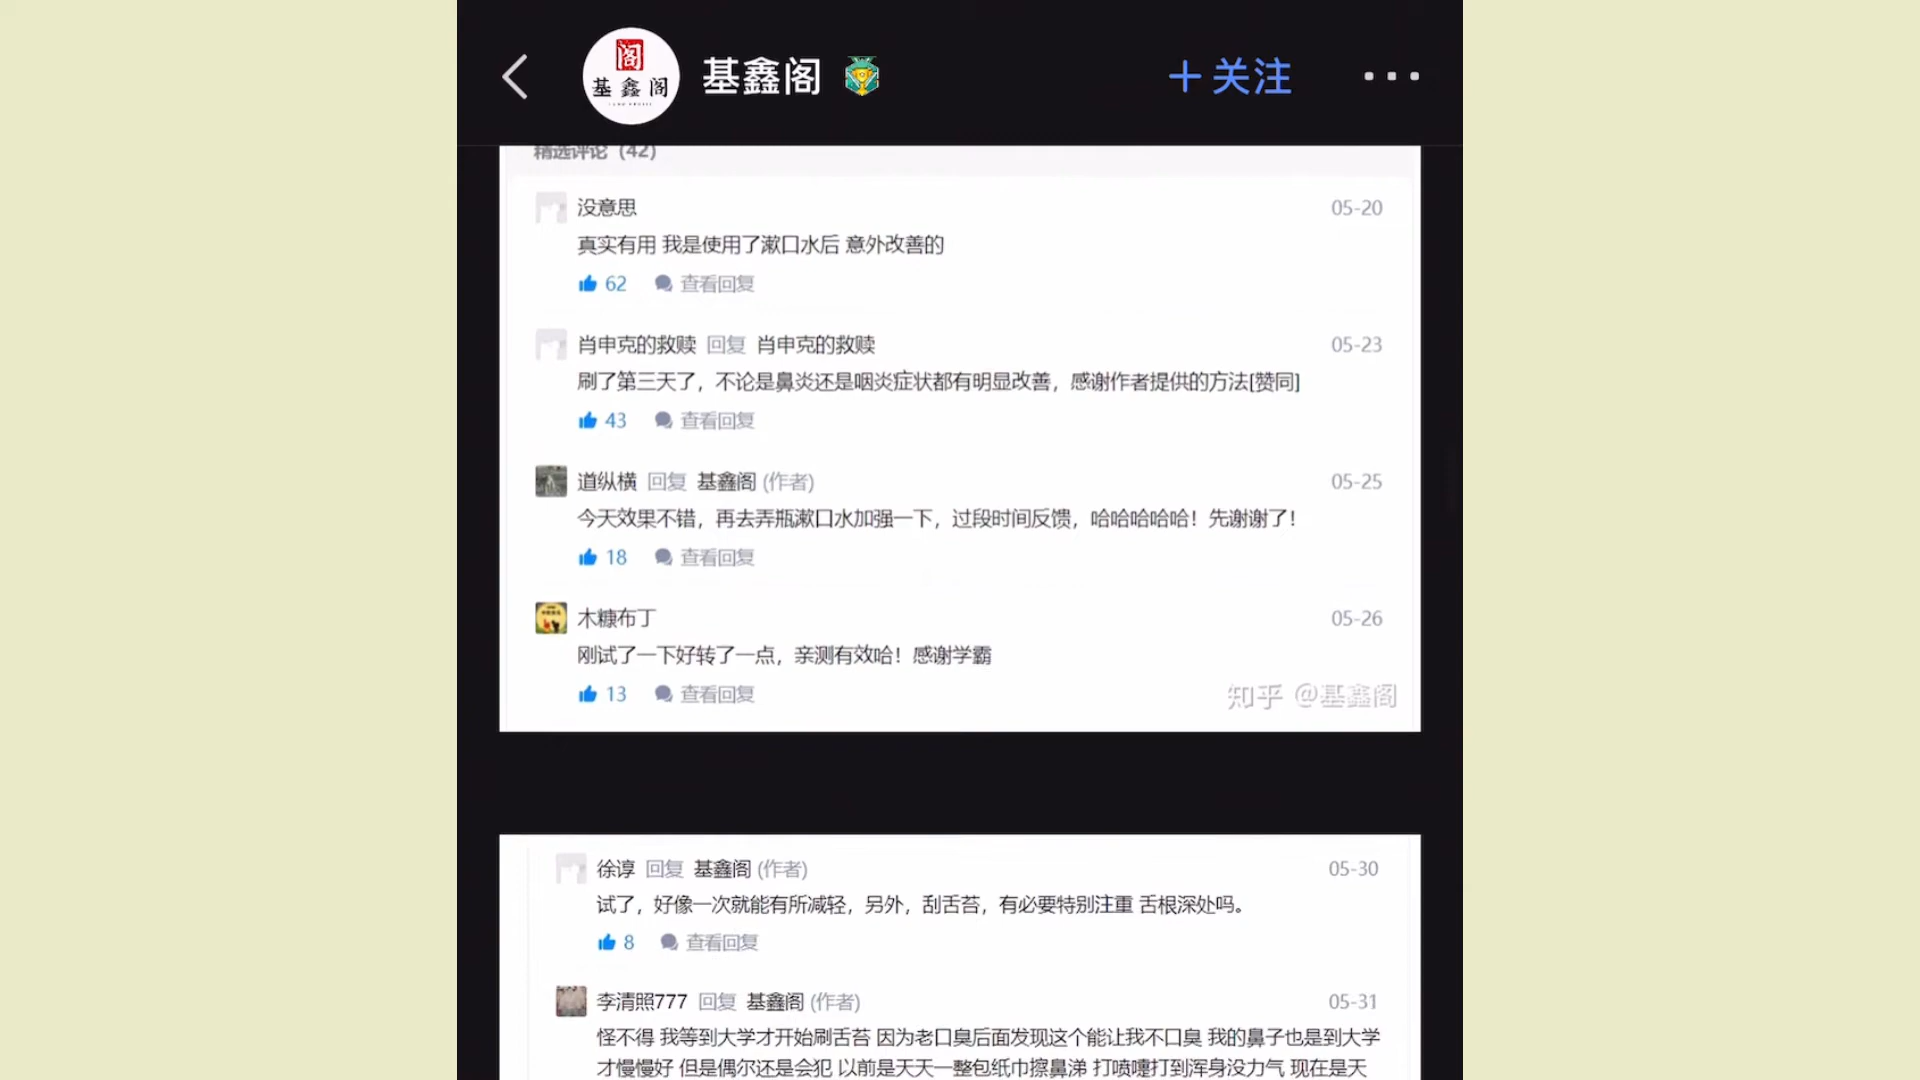 阁
基鑫阁
基鑫阁
+关注
精选评论（42）
没意思
05-20
真实有用 我是使用了漱口水后 意外改善的
62 查看回复
肖申克的救赎 回复 肖申克的救赎
05-23
刷了第三天了，不论是鼻炎还是咽炎症状都有明显改善，感谢作者提供的方法[赞同]
43 查看回复
道纵横 回复 基鑫阁 (作者)
05-25
今天效果不错，再去弄瓶漱口水加强一下，过段时间反馈，哈哈哈哈哈！先谢谢了！
18 查看回复
木糠布丁
05-26
刚试了一下好转了一点，亲测有效哈！感谢学霸
13 查看回复
知乎 @基鑫阁
徐谆 回复 基鑫阁 (作者)
05-30
试了，好像一次就能有所减轻，另外，刮舌苔，有必要特别注重 舌根深处吗。
8 查看回复
李清照777 回复 基鑫阁 (作者)
05-31
怪不得 我等到大学才开始刷舌苔 因为老口臭后面发现这个能让我不口臭 我的鼻子也是到大学
才慢慢好 但是偶尔还是会犯 以前是天天一整包纸巾擦鼻涕 打喷嚏打到浑身没力气 现在是天